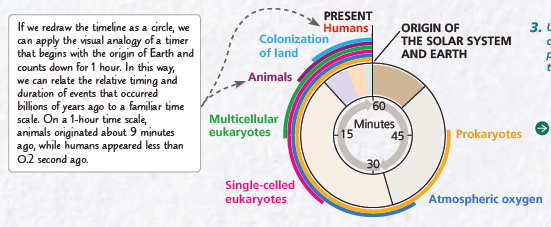 If we redraw the timeline as a circle, we
can apply the visual analogy of a timer
that begins with the origin of Earth and
counts down for 1 hour. In this way,
we can relate the relative timing and
duration of events that occurred
billions of years ago to a familiar time
scale. On a 1-hour time scale,
animals originated about 9 minutes
ago, while humans appeared less than
0.2 second ago.
PRESENT
Humans
Colonization
of land
Animals
Multicellular
eukaryotes
Single-celled
eukaryotes
ORIGIN OF
THE SOLAR SYSTEM
AND EARTH
Prokaryotes
Atmospheric oxygen
60
Minutes
15
45
30
3.